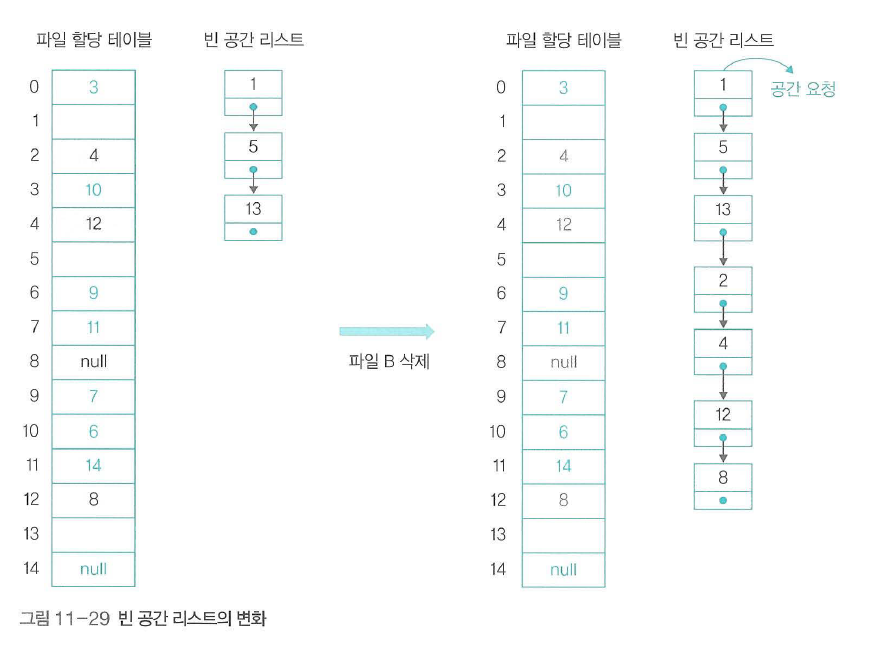 파일 할당 테이블 빈 공간 리스트 파일 할당 테이블 빈 공간 리스트
0 3 1 0 3 1 공간 요청
1 1
2 4 5 2 4 5
3 10 3 10
4 12 13 4 12 13
5 5
6 9 6 9 2
7 11 7 11
파일 B 삭제
8 null 8 null 4
9 7 9 7
10 6 10 6 12
11 14 11 14
12 8 12 8 8
13 13
14 null 14 null
그림 11-29 빈 공간 리스트의 변화